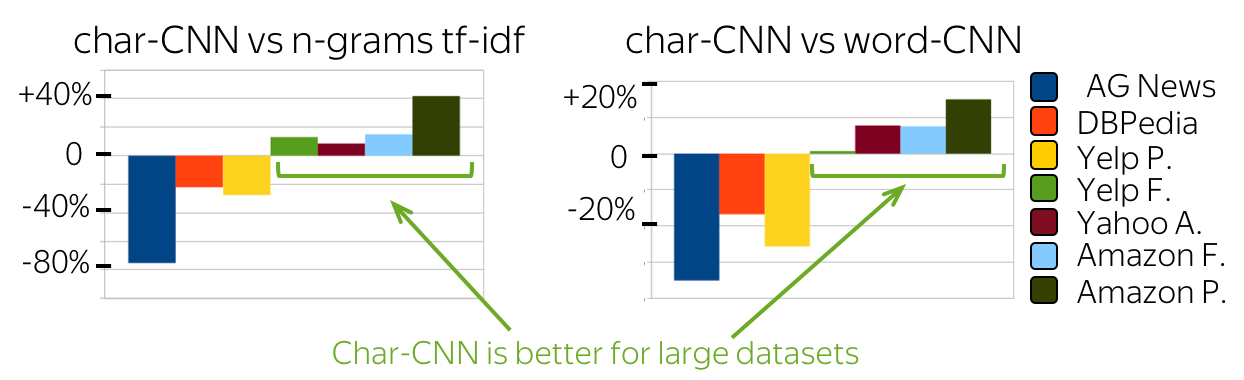 char-CNN vs n-grams tf-idf
+40%
0
-40%
-80%
char-CNN vs word-CNN
+20%
0
-20%
AG News
DBPedia
Yelp P.
Yelp F.
Yahoo A.
Amazon F.
Amazon P.
Char-CNN is better for large datasets